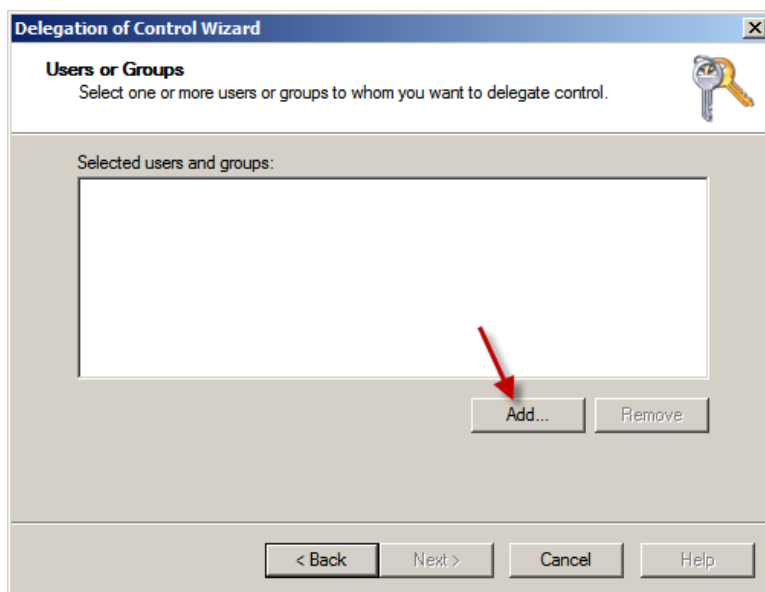 Delegation of Control Wizard
Users or Groups
Select one or more users or groups to whom you want to delegate control.
Selected users and groups:
Add...
Remove
< Back
Next >
Cancel
Help